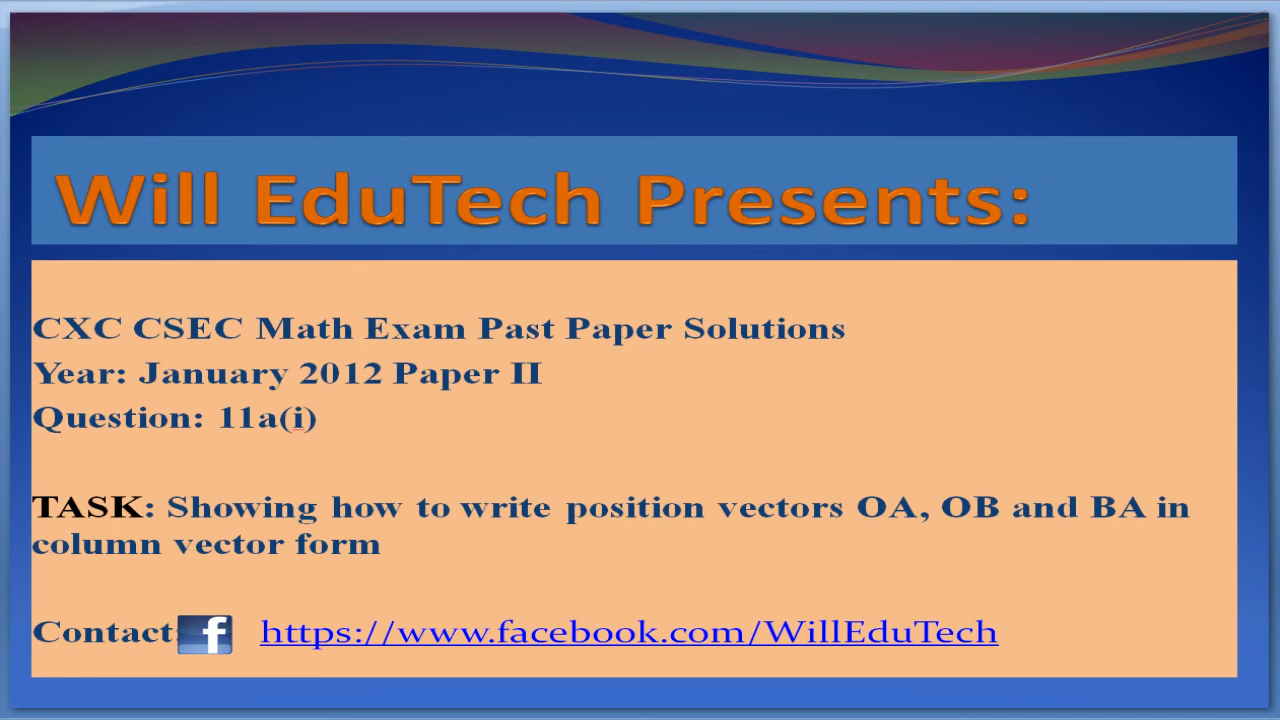 Will EduTech Presents:
CXC CSEC Math Exam Past Paper Solutions
Year: January 2012 Paper II
Question: 11a(i)
TASK: Showing how to write position vectors OA, OB and BA in
column vector form
Contact: f https://www.facebook.com/WillEduTech